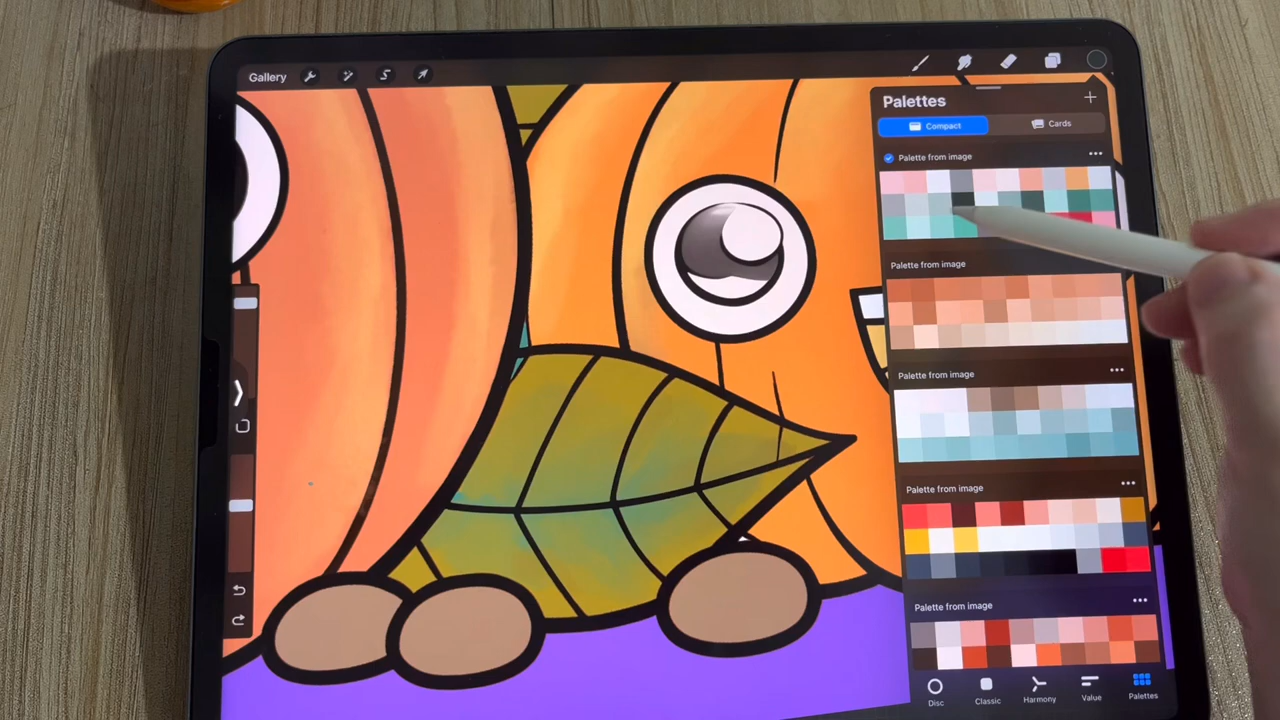 Gallery
Palettes
Compact
Cards
Palette from image
Palette from image
Palette from image
Palette from image
Palette from image
Disc
Classic
Harmony
Value
Palettes